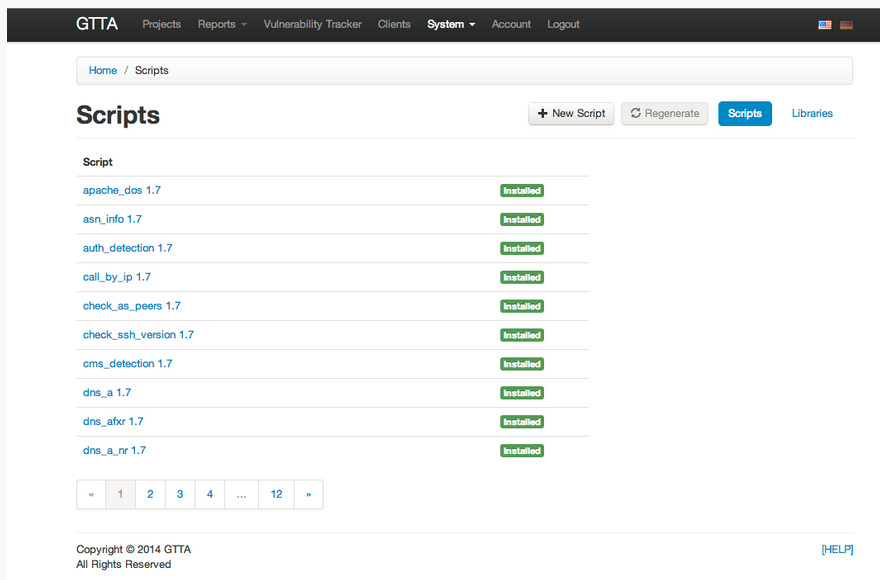 GTTA Projects Reports Vulnerability Tracker Clients System Account Logout
Home / Scripts
Scripts
New Script Regenerate Scripts Libraries
Script
apache_dos 1.7 Installed
asn_info 1.7 Installed
auth_detection 1.7 Installed
call_by_ip 1.7 Installed
check_as_peers 1.7 Installed
check_ssh_version 1.7 Installed
cms_detection 1.7 Installed
dns_a 1.7 Installed
dns_afxr 1.7 Installed
dns_a_nr 1.7 Installed
« 1 2 3 4 ... 12 »
Copyright © 2014 GTTA [HELP]
All Rights Reserved